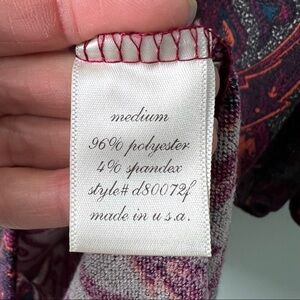 medium
96% polyester
4% spandex
style# d80072f
made in u s a.